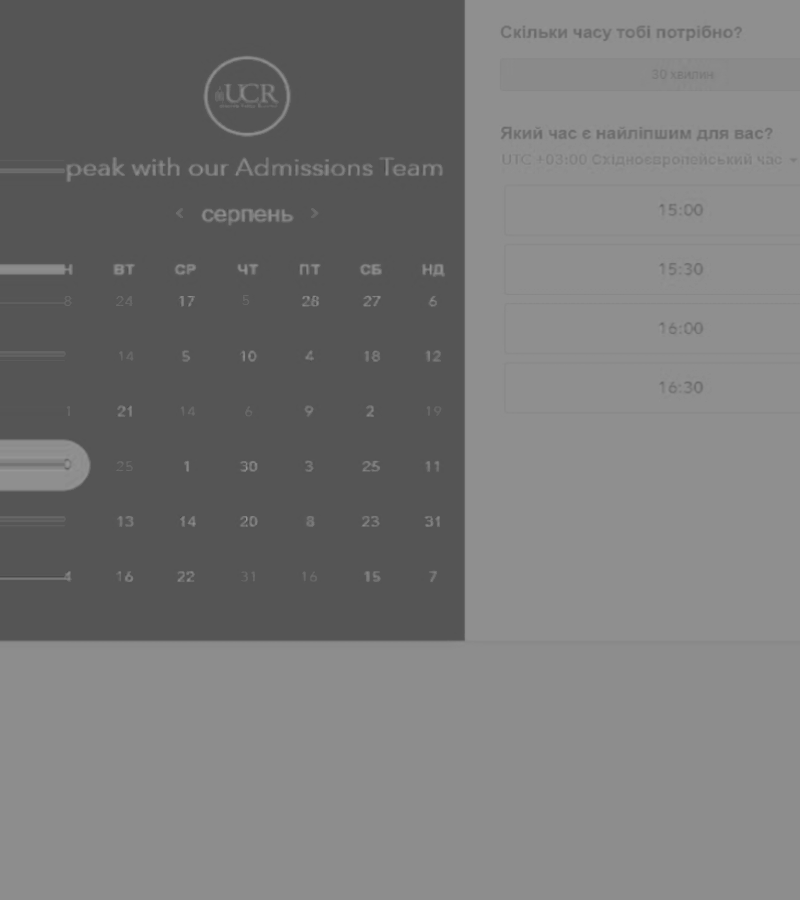 UCR
peak with our Admissions Team
‹ серпень ›
Н ВТ СР ЧТ ПТ СБ НД
8 24 17 5 28 27 6
14 5 10 4 18 12
1 21 14 6 9 2 19
0 25 1 30 3 25 11
13 14 20 8 23 31
4 16 22 31 16 15 7
Скільки часу тобі потрібно?
30 хвилин
Який час є найліпшим для вас?
UTC +03:00 Східноєвропейський час
15:00
15:30
16:00
16:30